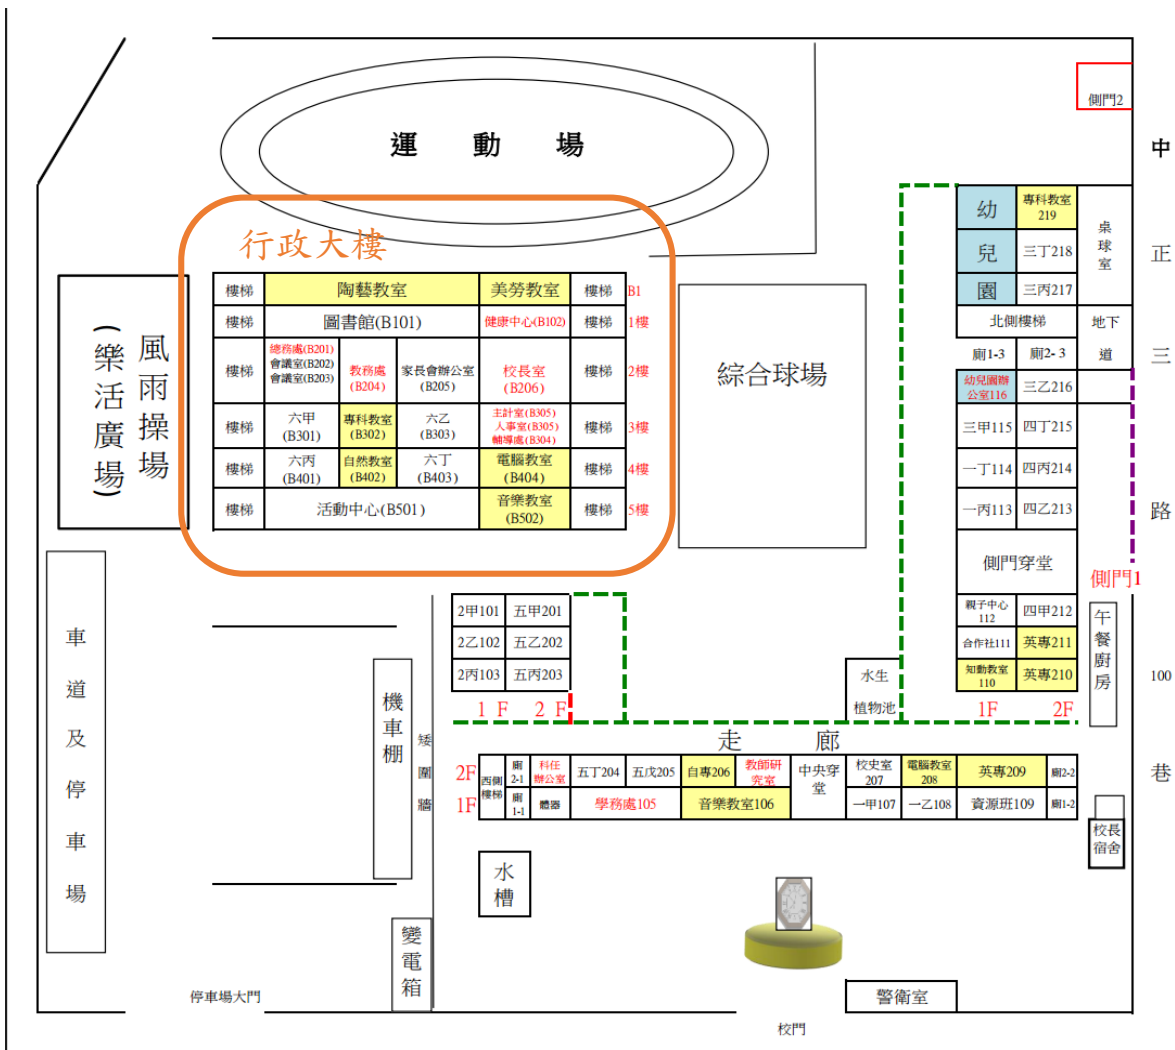 側門2
運動場
中正三路100巷
行政大樓
幼兒園
專科教室
219
三丁218
三丙217
桌球室
北側樓梯
地下道
廁1-3
廁2- 3
幼兒園辦
公室116
三乙216
三甲115
四丁215
一丁114
四丙214
一丙113
四乙213
側門穿堂
側門1
親子中心
112
四甲212
合作社111
英專211
知動教室
110
英專210
1F
2F
午餐廚房
樓梯
陶藝教室
美勞教室
樓梯
B1
樓梯
圖書館(B101)
健康中心(B102)
樓梯
1樓
樓梯
總務處(B201)
會議室(B202)
會議室(B203)
教務處
(B204)
家長會辦公室
(B205)
校長室
(B206)
樓梯
2樓
樓梯
六甲
(B301)
專科教室
(B302)
六乙
(B303)
主計室(B305)
人事室(B305)
輔導處(B304)
樓梯
3樓
樓梯
六丙
(B401)
自然教室
(B402)
六丁
(B403)
電腦教室
(B404)
樓梯
4樓
樓梯
活動中心(B501)
音樂教室
(B502)
樓梯
5樓
風雨操場
(樂活廣場)
綜合球場
車道及停車場
機車棚
矮圍牆
2甲101
五甲201
2乙102
五乙202
2丙103
五丙203
1 F
2 F
水生
植物池
走廊
2F
1F
西側
樓梯
廁
2-1
科任
辦公室
五丁204
五戊205
自專206
教師研
究室
中央穿
堂
校史室
207
電腦教室
208
英專209
廁2-2
廁
1-1
體器
學務處105
音樂教室106
一甲107
一乙108
資源班109
廁1-2
校長
宿舍
水槽
變電箱
停車場大門
警衛室
校門